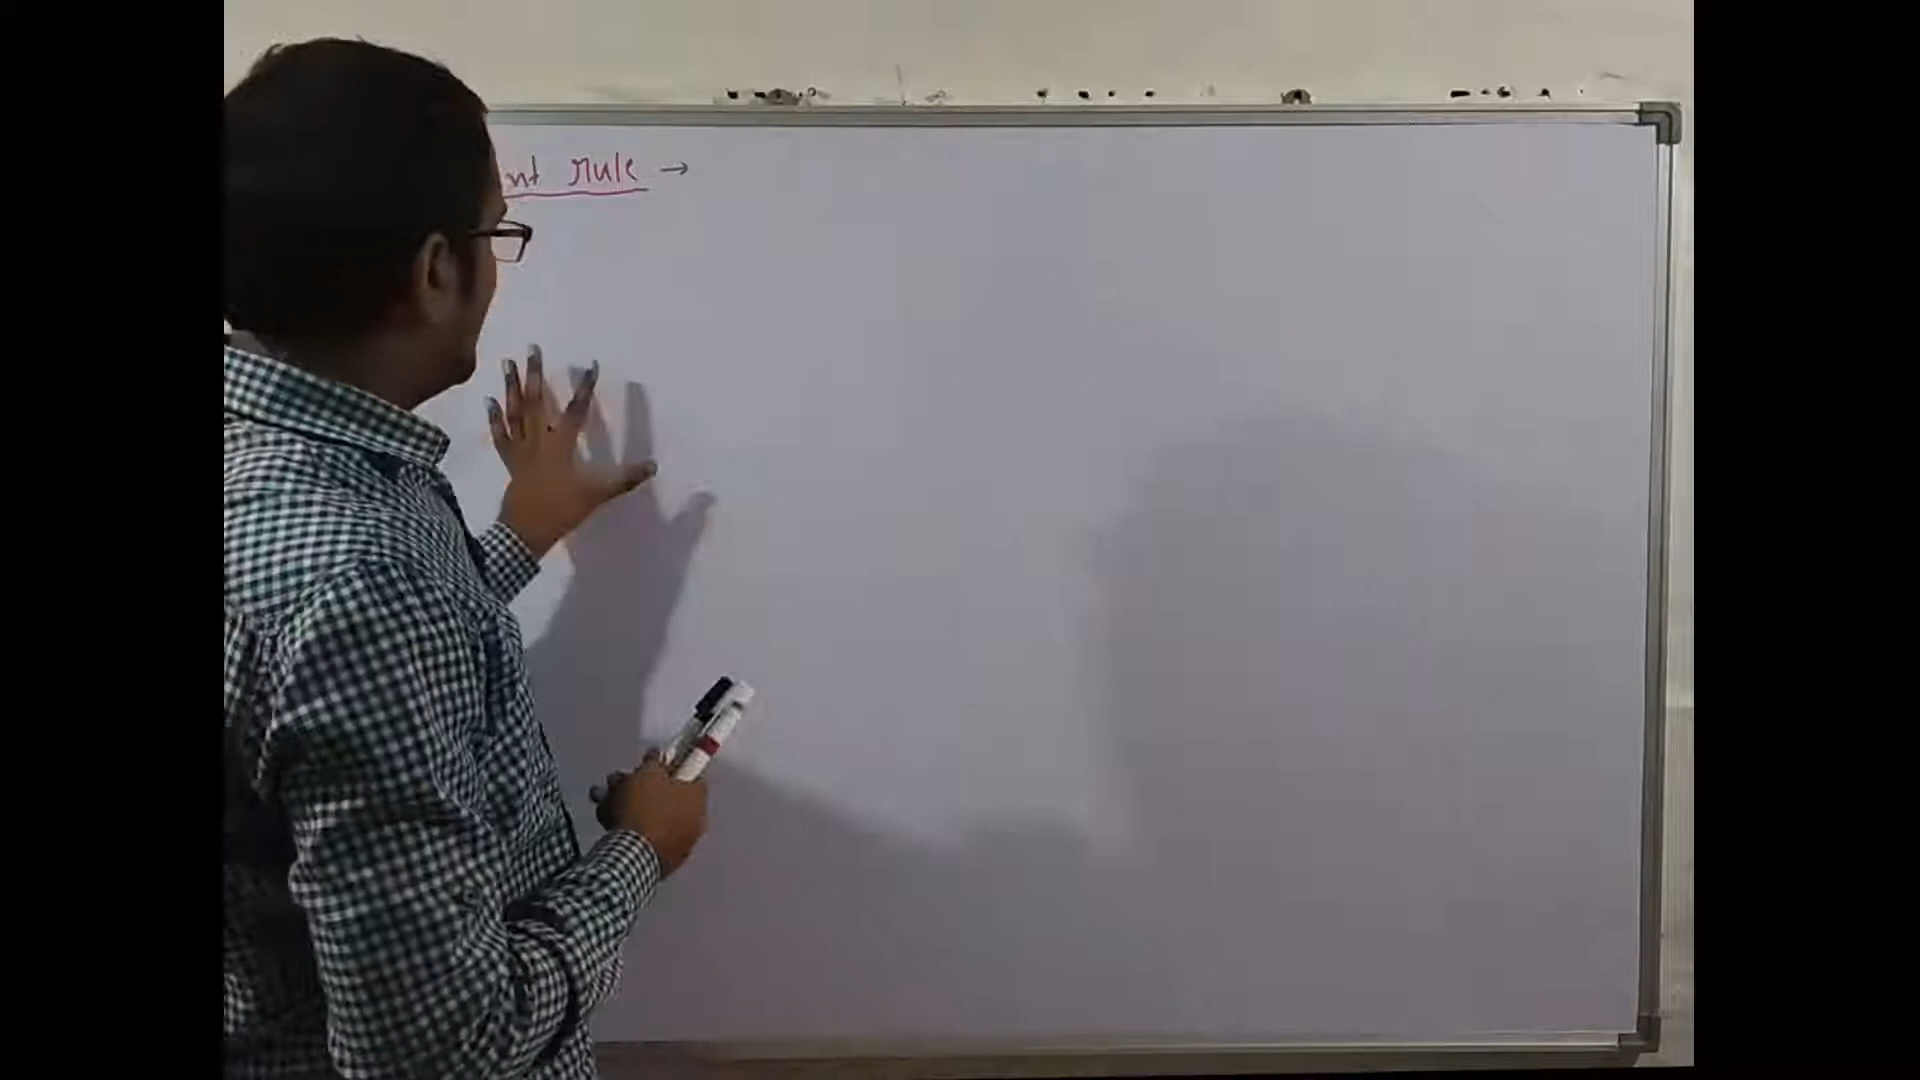 nt rule →